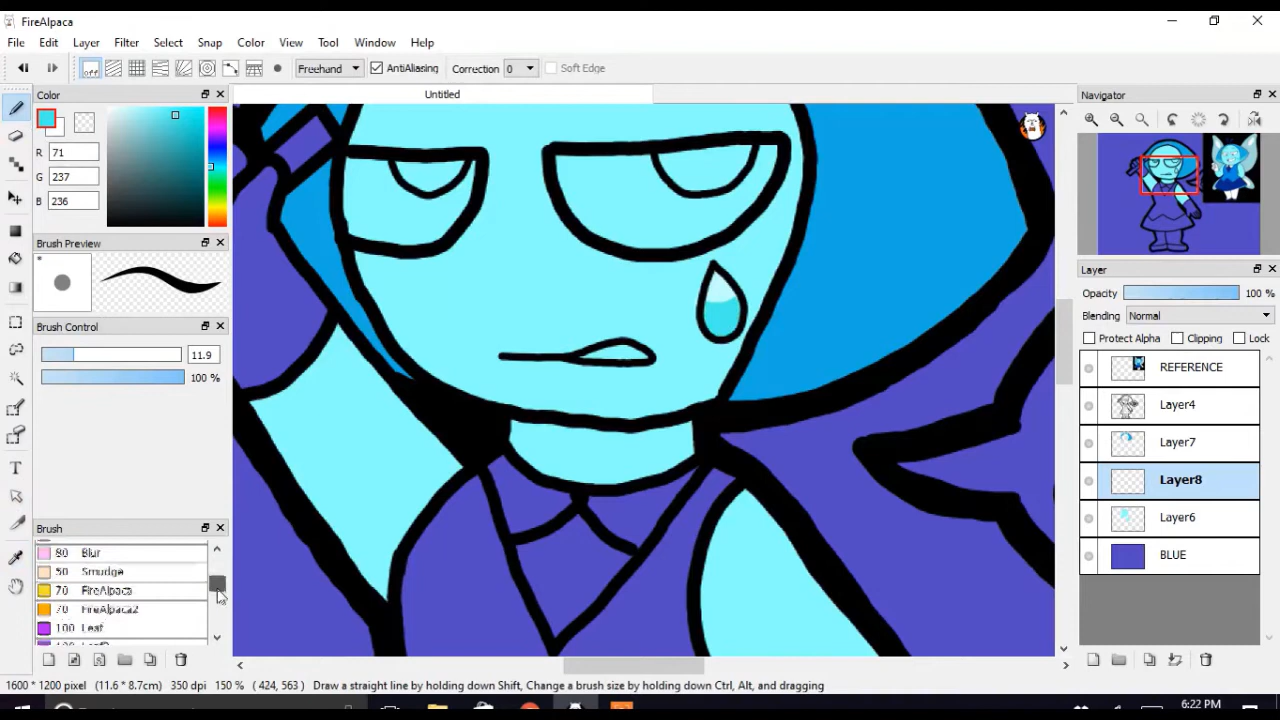 FireAlpaca
File Edit Layer Filter Select Snap Color View Tool Window Help
off Freehand AntiAliasing Correction 0 Soft Edge
Color
Untitled
Navigator
R 71
G 237
B 236
Brush Preview
*
Brush Control
11.9
100 %
Layer
Opacity 100 %
Blending Normal
Protect Alpha Clipping Lock
REFERENCE
Layer4
Layer7
Layer8
Layer6
BLUE
Brush
80 Blur
50 Smudge
70 FireAlpaca
70 FireAlpaca2
100 Leaf
1600 * 1200 pixel (11.6 * 8.7cm) 350 dpi 150 % ( 424, 563 ) Draw a straight line by holding down Shift, Change a brush size by holding down Ctrl, Alt, and dragging
6:22 PM